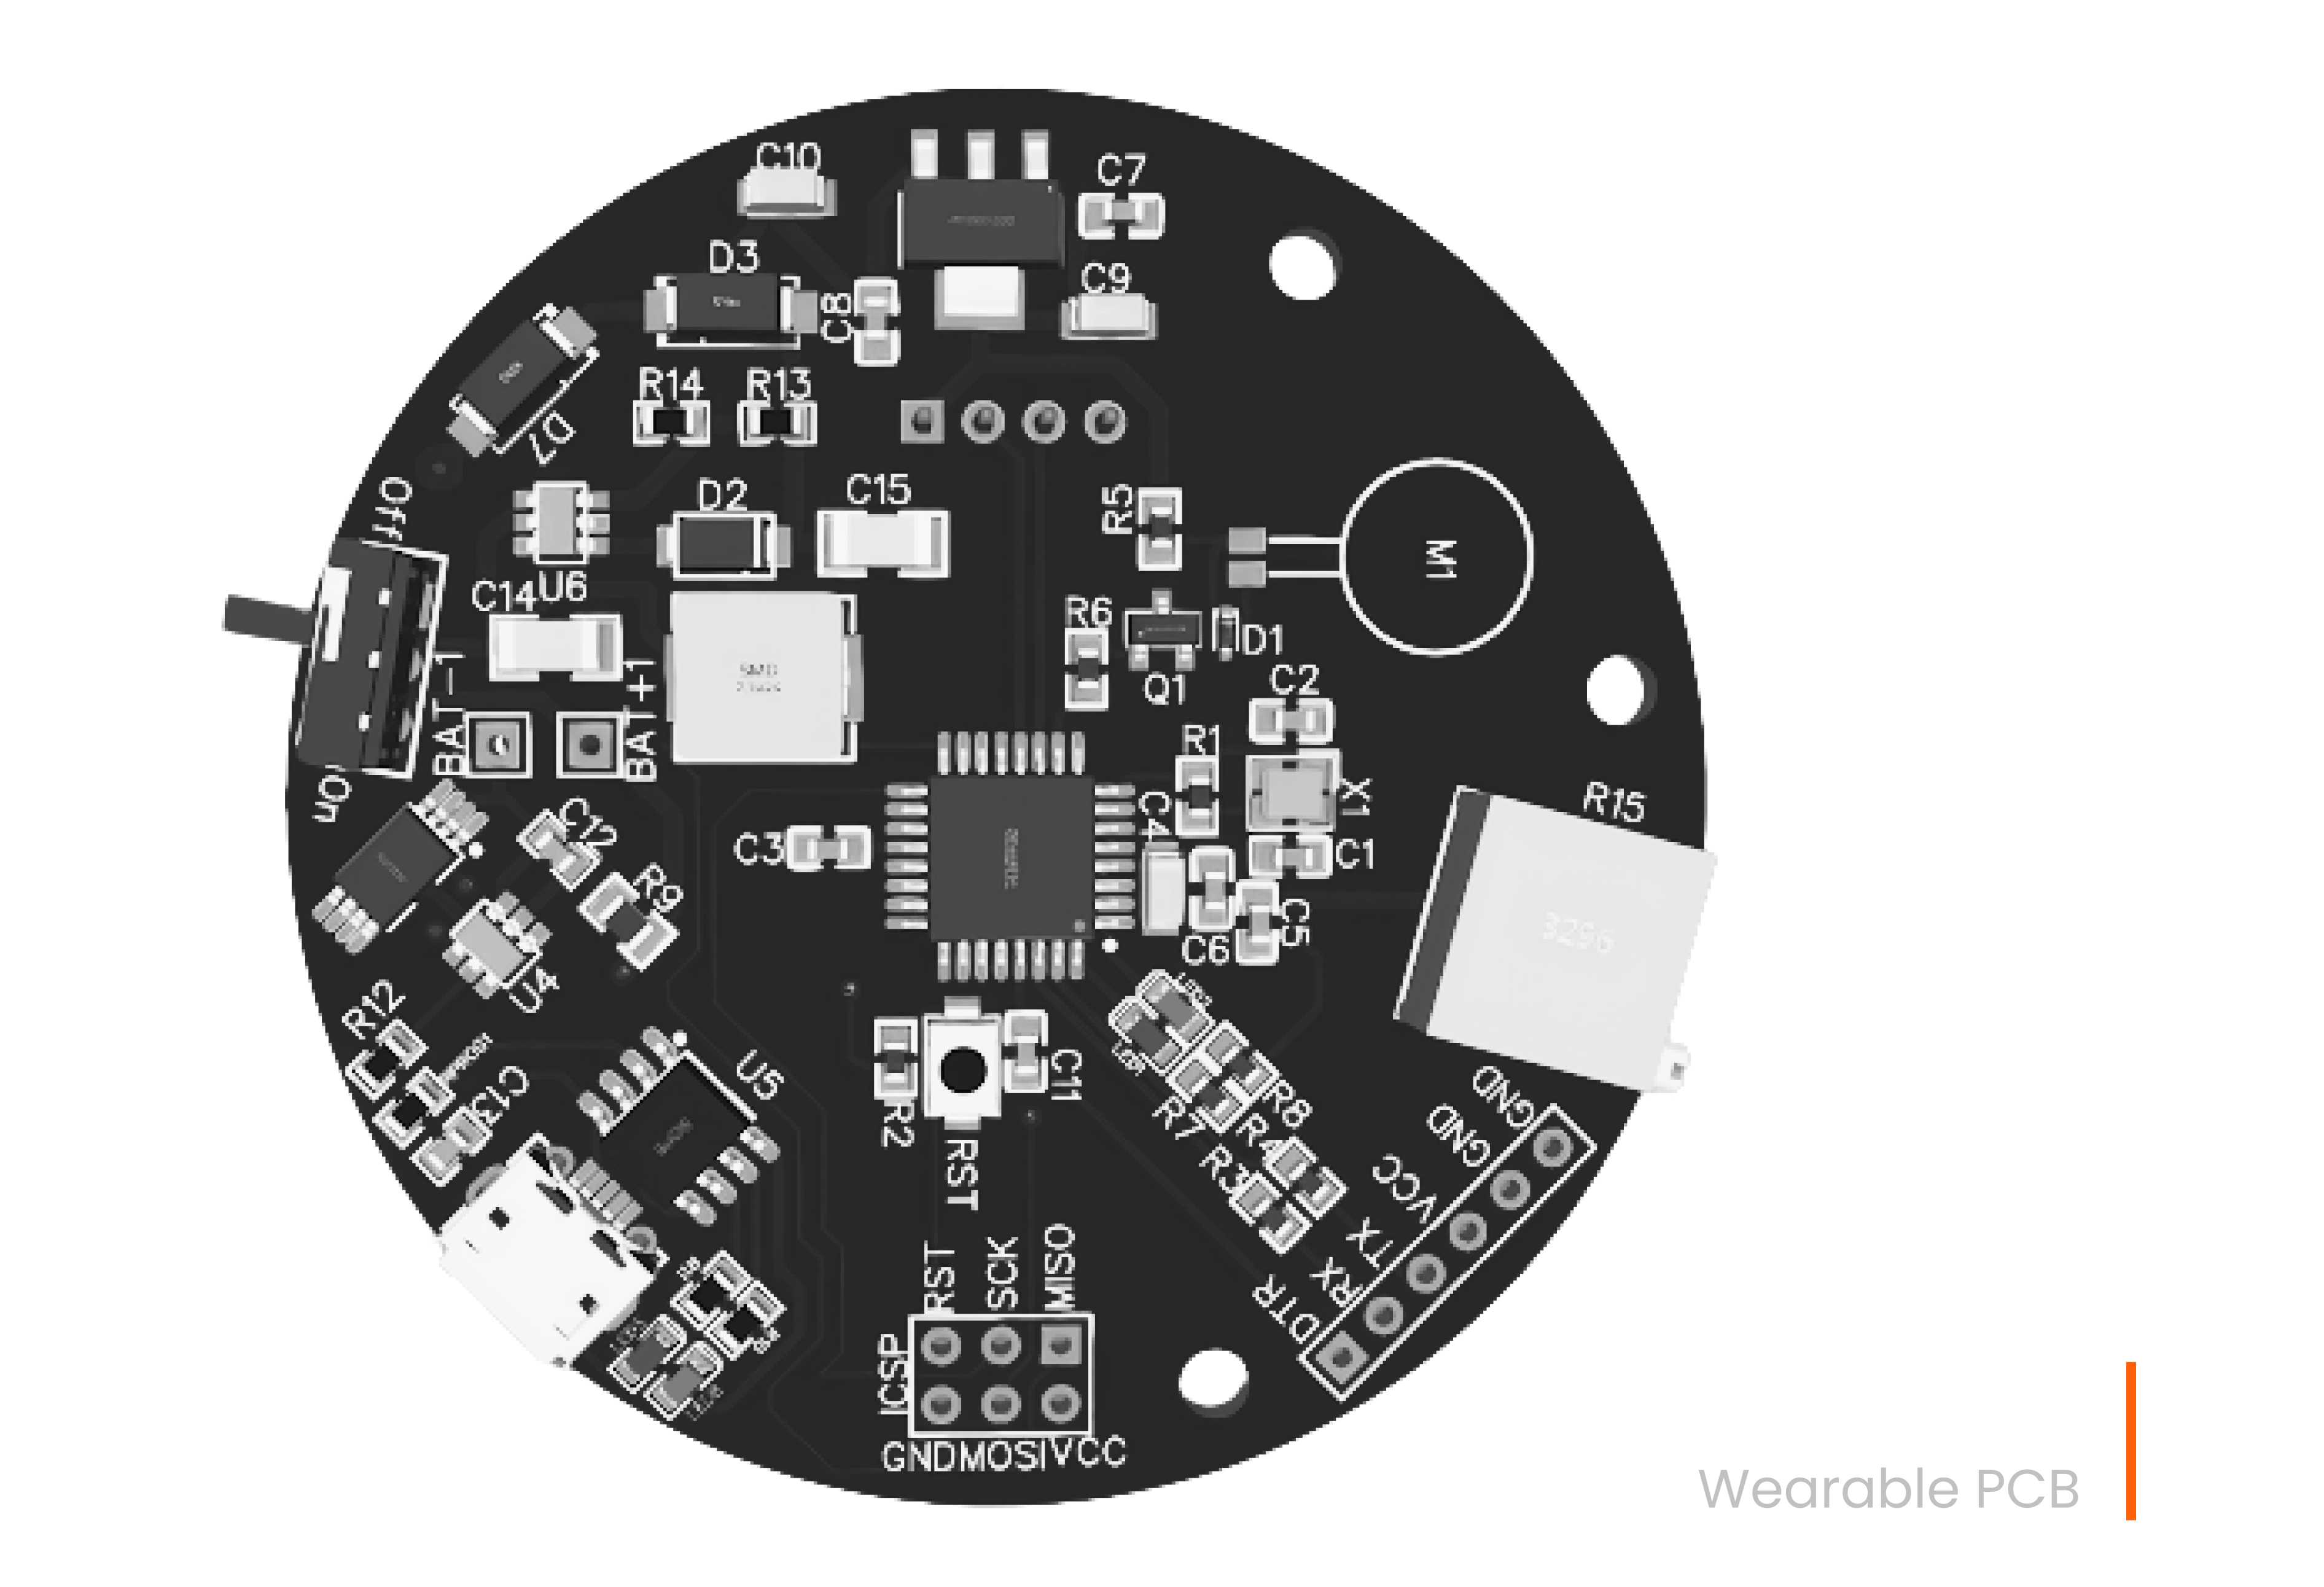 C10
C7
D3
C9
C8
D7
R14
R13
Off
D2
C15
R5
M1
U6
C14
R6
D1
Q1
C2
BAT-1
BAT+1
SMD
R1
X1
On
R15
C12
C3
C4
C1
R9
3296
C6
C5
U4
R12
U5
C13
R2
C11
RST
R8
R7
R4
R3
GND
GND
VCC
TX
RX
DTR
RST
SCK
MISO
ICSP
GND
MOSI
VCC
Wearable PCB